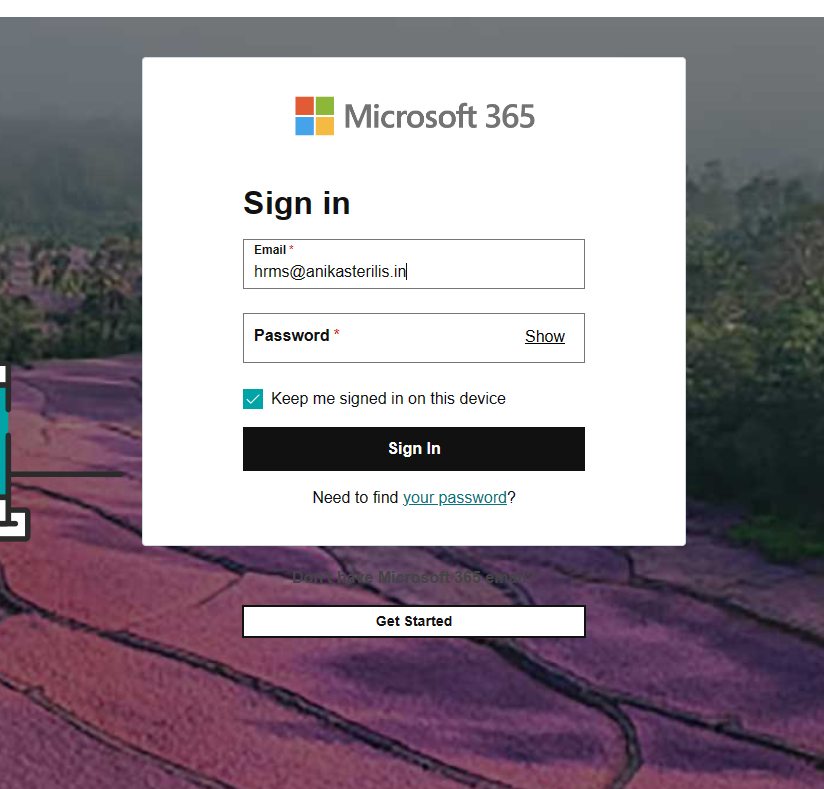 Microsoft 365
Sign in
Email *
hrms@anikasterilis.in
Password *
Show
Keep me signed in on this device
Sign In
Need to find your password?
Don't have Microsoft 365 email?
Get Started